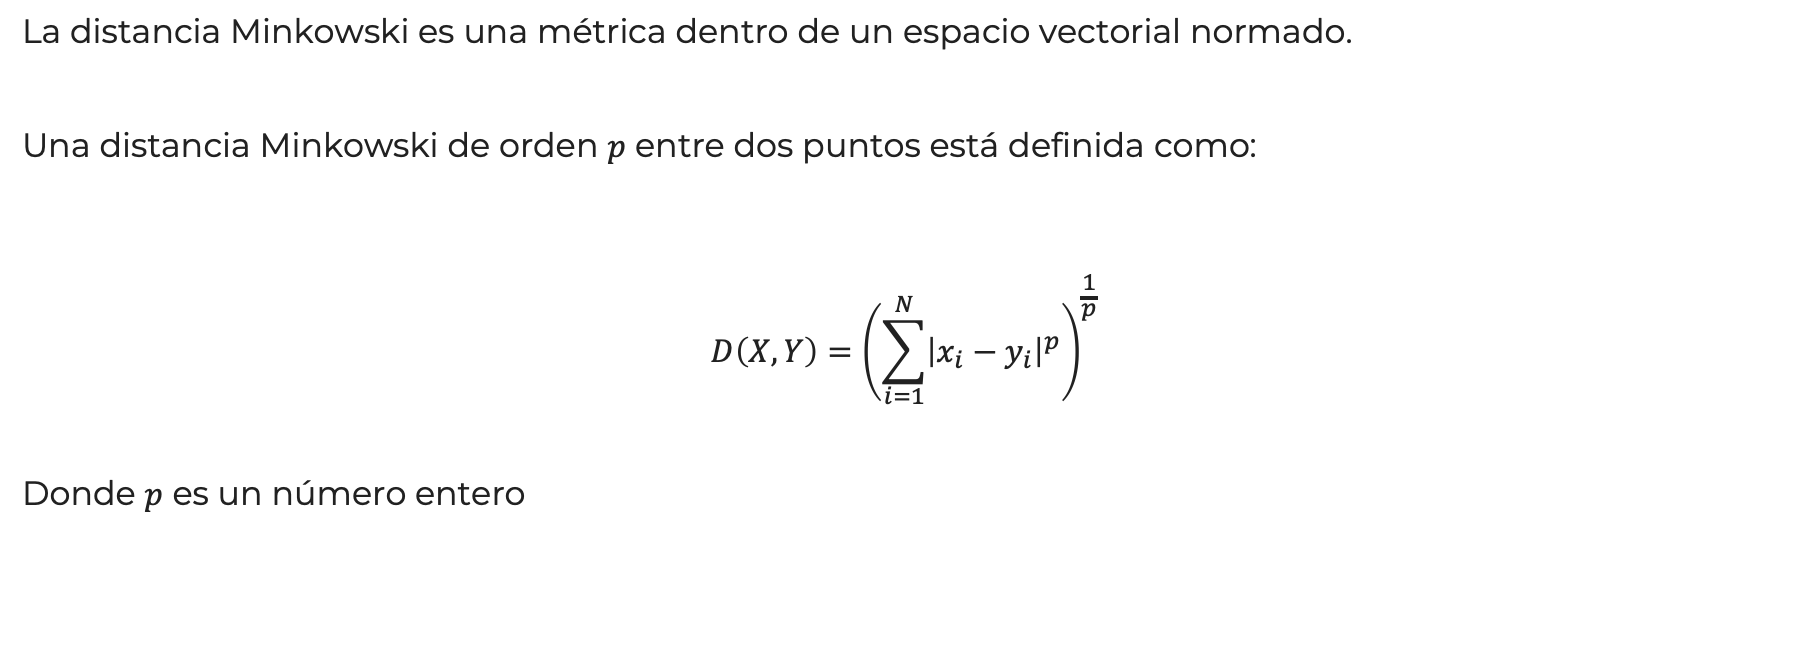 La distancia Minkowski es una métrica dentro de un espacio vectorial normado.
Una distancia Minkowski de orden p entre dos puntos está definida como:
D(X,Y) = (∑_{i=1}^{N} |x_i − y_i|^p)^{1/p}
Donde p es un número entero